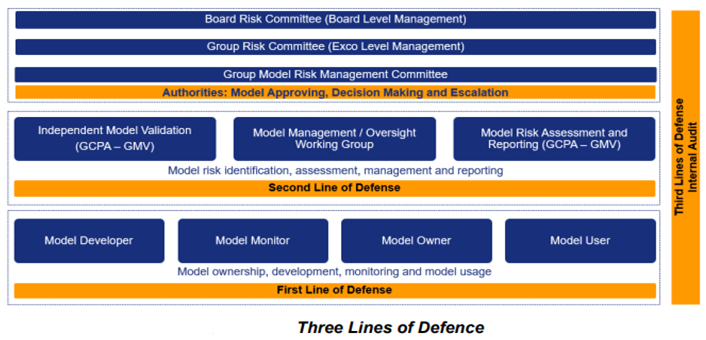 Board Risk Committee (Board Level Management)
Group Risk Committee (Exco Level Management)
Group Model Risk Management Committee
Authorities: Model Approving, Decision Making and Escalation
Independent Model Validation
(GCPA – GMV)
Model Management / Oversight
Working Group
Model Risk Assessment and
Reporting (GCPA – GMV)
Model risk identification, assessment, management and reporting
Second Line of Defense
Model Developer
Model Monitor
Model Owner
Model User
Model ownership, development, monitoring and model usage
First Line of Defense
Third Lines of Defense
Internal Audit
Three Lines of Defence